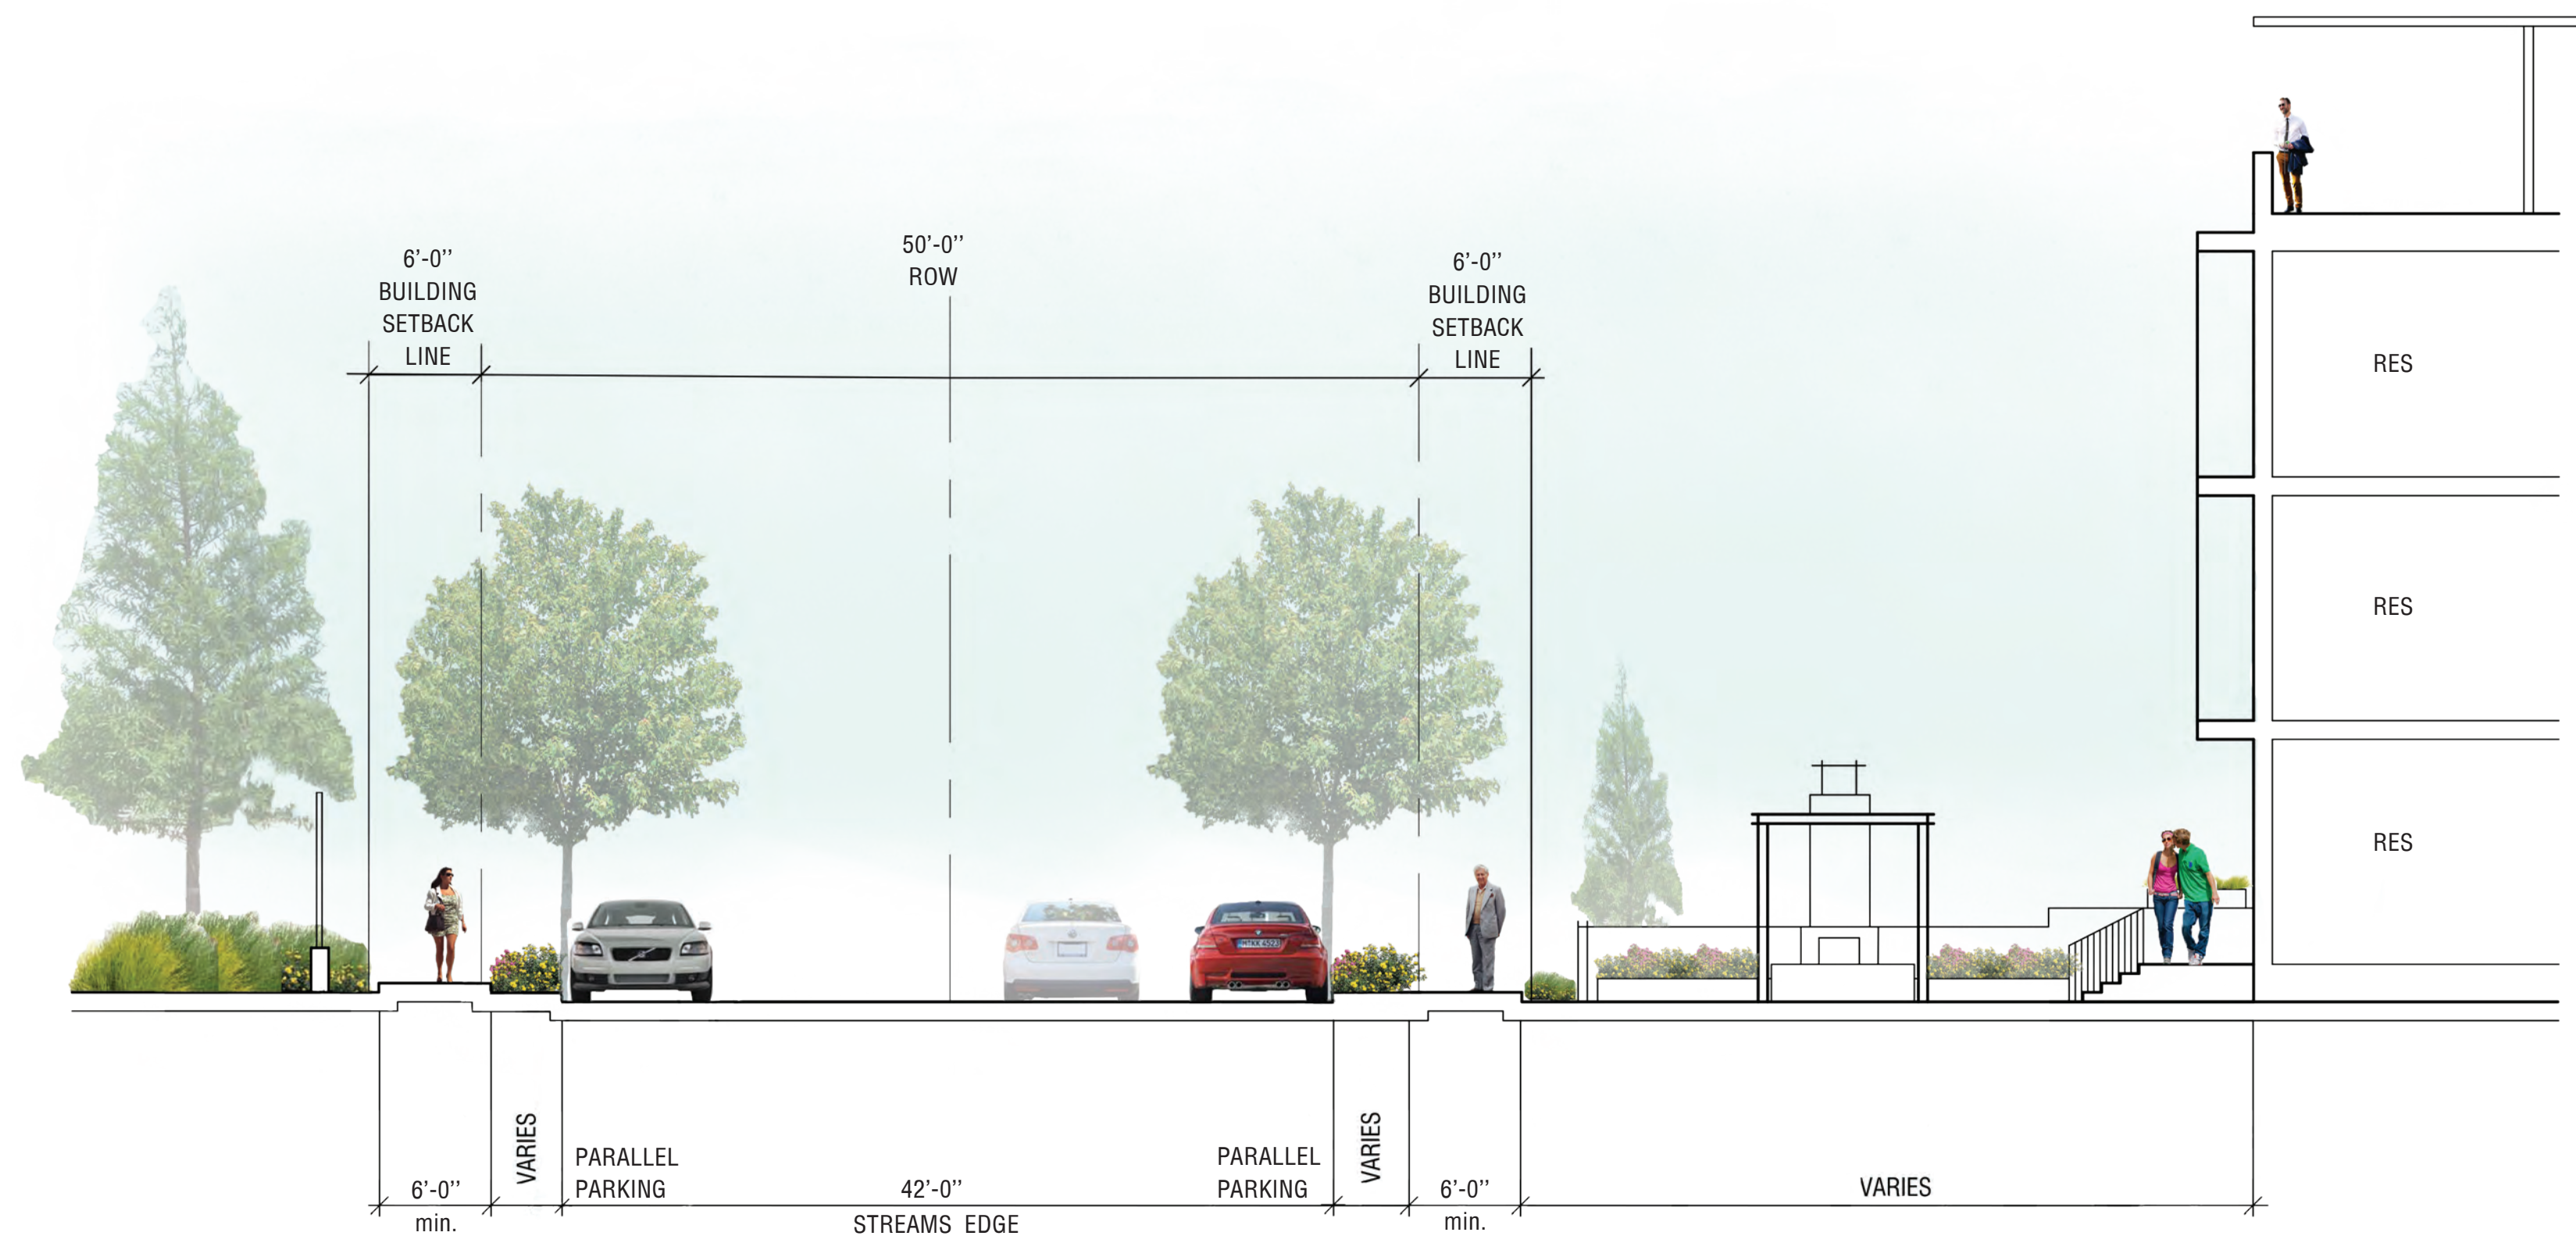 6'-0''
BUILDING
SETBACK
LINE
50'-0''
ROW
6'-0''
BUILDING
SETBACK
LINE
RES
RES
RES
VARIES
PARALLEL
PARKING
PARALLEL
PARKING
VARIES
6'-0''
min.
42'-0''
STREAMS EDGE
6'-0''
min.
VARIES